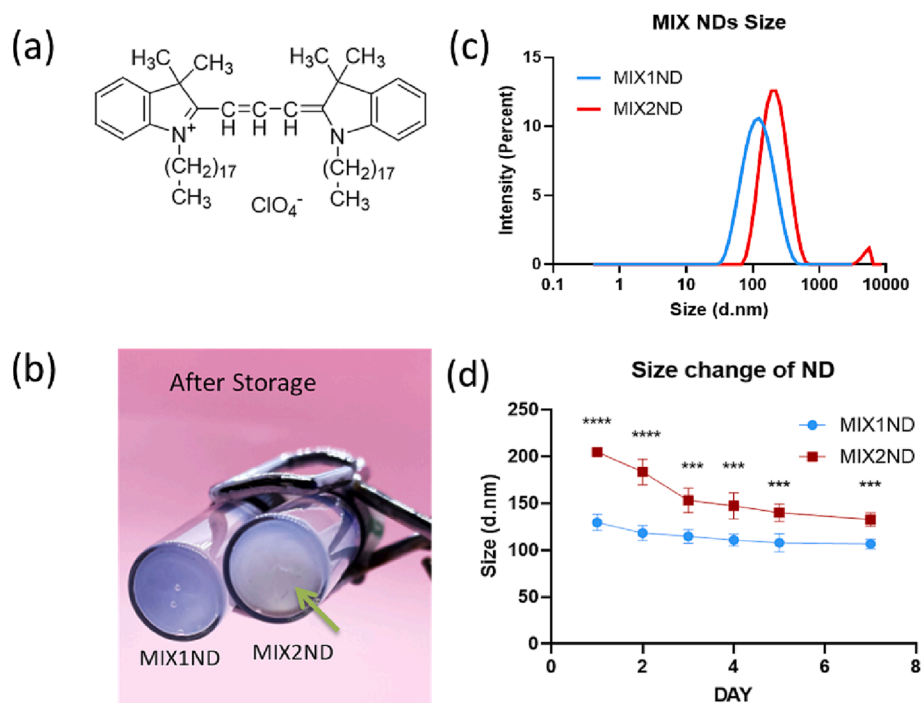 (a)
H₃C CH₃ H₃C CH₃
C C C
H H H
N⁺ N
(CH₂)₁₇ (CH₂)₁₇
CH₃ ClO₄⁻ CH₃
(b)
After Storage
MIX1ND
MIX2ND
(c)
MIX NDs Size
MIX1ND
MIX2ND
Intensity (Percent)
15
10
5
0
0.1 1 10 100 1000 10000
Size (d.nm)
(d)
Size change of ND
MIX1ND
MIX2ND
**** **** *** *** *** ***
Size (d.nm)
250
200
150
100
50
0
0 2 4 6 8
DAY